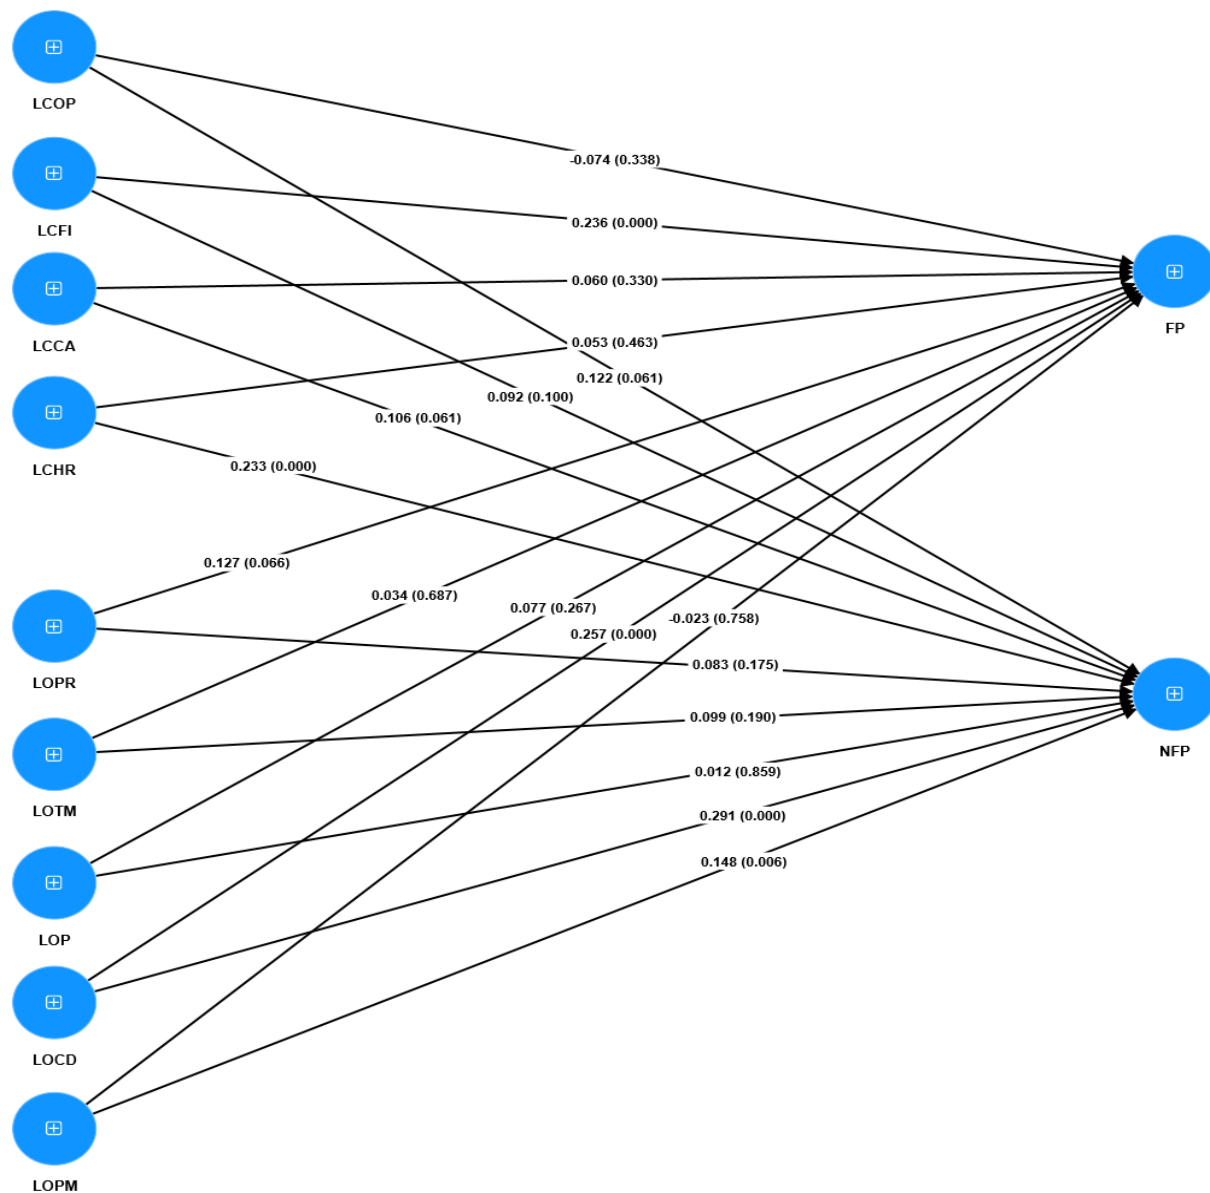 LCOP
-0.074 (0.338)
LCFI
0.236 (0.000)
0.060 (0.330)
FP
LCCA
0.053 (0.463)
0.122 (0.061)
0.092 (0.100)
0.106 (0.061)
LCHR
0.233 (0.000)
0.127 (0.066)
0.034 (0.687)
0.077 (0.267)
-0.023 (0.758)
0.257 (0.000)
0.083 (0.175)
LOPR
0.099 (0.190)
NFP
0.012 (0.859)
LOTM
0.291 (0.000)
0.148 (0.006)
LOP
LOCD
LOPM